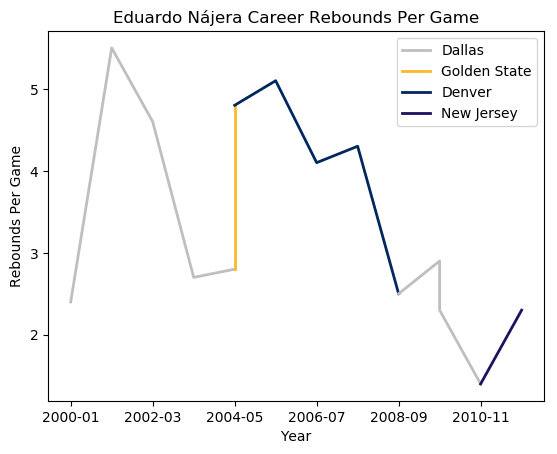 Eduardo Nájera Career Rebounds Per Game
Dallas
Golden State
Denver
New Jersey
Rebounds Per Game
5
4
3
2
2000-01
2002-03
2004-05
2006-07
2008-09
2010-11
Year